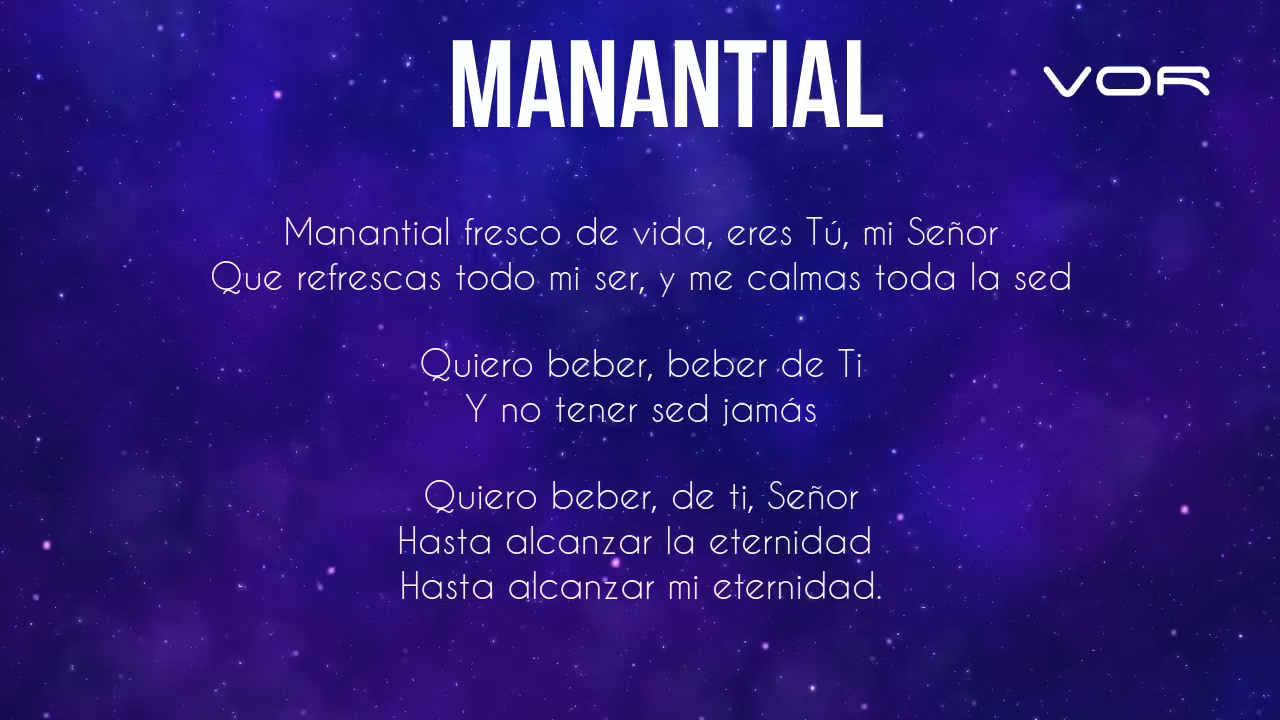 MANANTIAL
VOR
Manantial fresco de vida, eres Tú, mi Señor
Que refrescas todo mi ser, y me calmas toda la sed
Quiero beber, beber de Ti
Y no tener sed jamás
Quiero beber, de ti, Señor
Hasta alcanzar la eternidad
Hasta alcanzar mi eternidad.